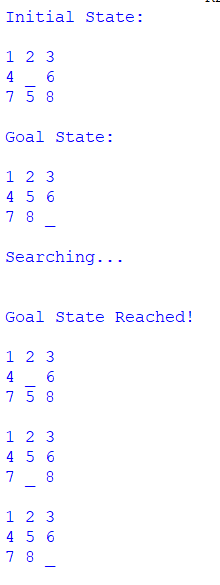 Initial State:
1 2 3
4 _ 6
7 5 8
Goal State:
1 2 3
4 5 6
7 8 _
Searching...
Goal State Reached!
1 2 3
4 _ 6
7 5 8
1 2 3
4 5 6
7 _ 8
1 2 3
4 5 6
7 8 _